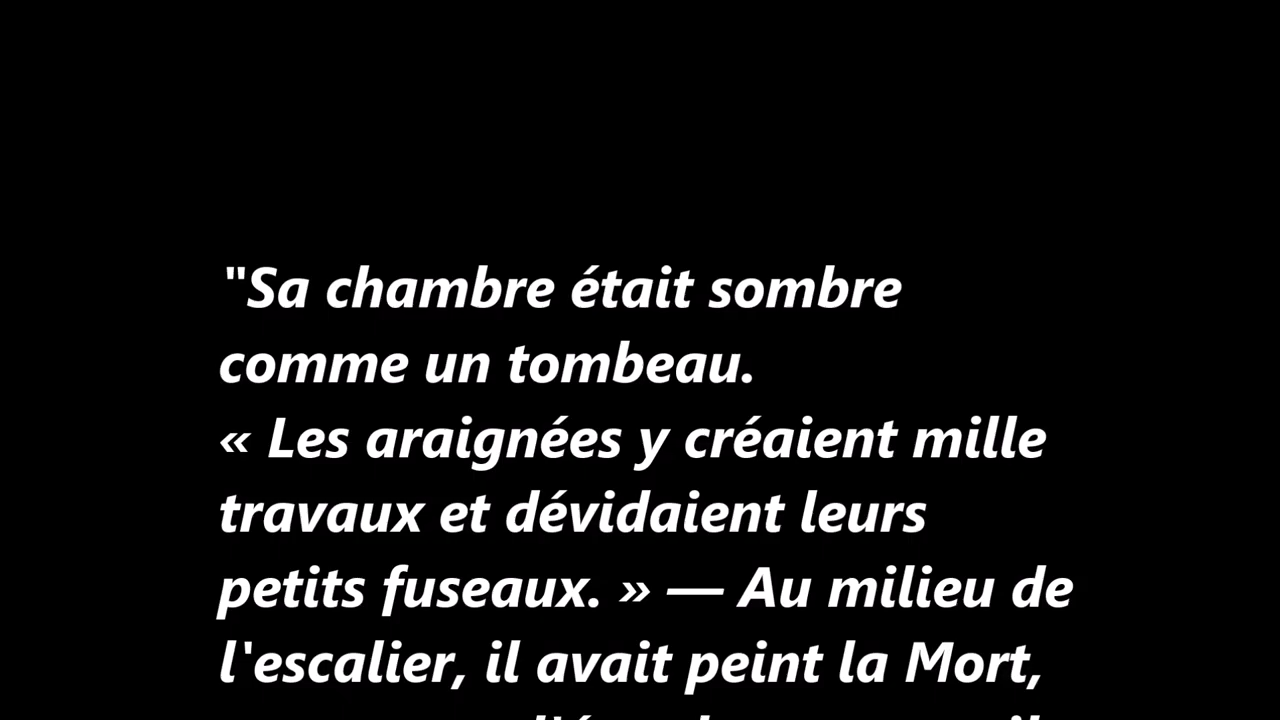 "Sa chambre était sombre
comme un tombeau.
« Les araignées y créaient mille
travaux et dévidaient leurs
petits fuseaux. » — Au milieu de
l'escalier, il avait peint la Mort,